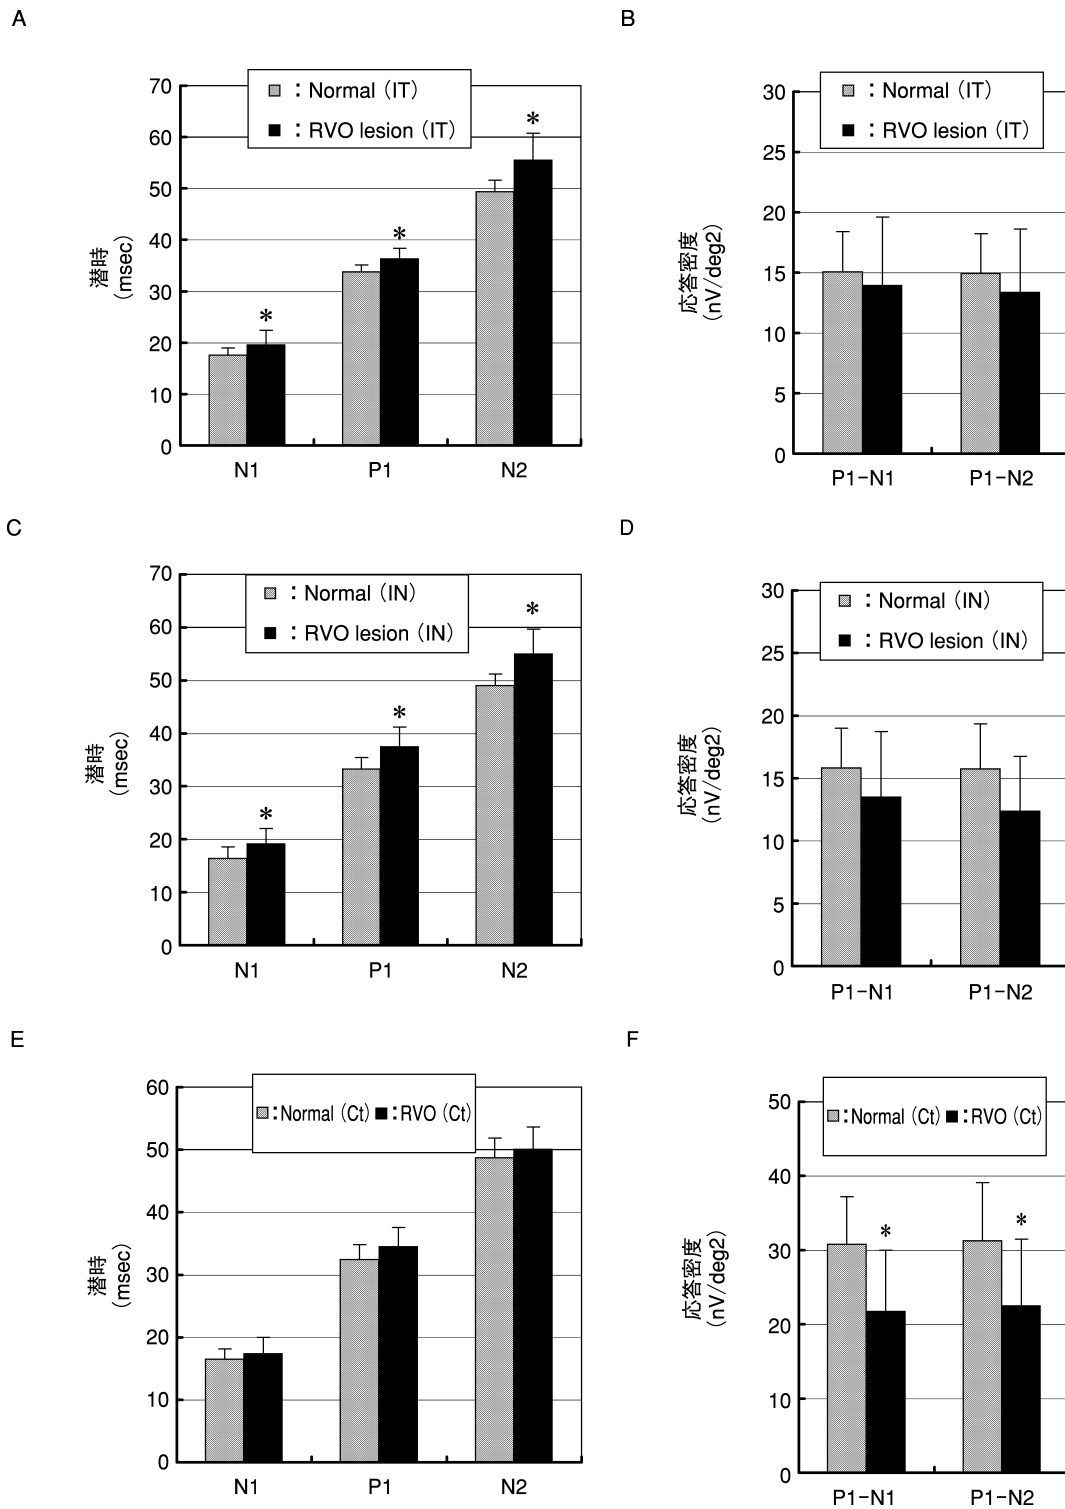 A
70
60
50
40
30
20
10
0
潜時
(msec)
: Normal (IT)
: RVO lesion (IT)
*
*
*
N1 P1 N2
B
30
25
20
15
10
5
0
応答密度
(nV/deg2)
: Normal (IT)
: RVO lesion (IT)
P1-N1 P1-N2
C
70
60
50
40
30
20
10
0
潜時
(msec)
: Normal (IN)
: RVO lesion (IN)
*
*
*
N1 P1 N2
D
30
25
20
15
10
5
0
応答密度
(nV/deg2)
: Normal (IN)
: RVO lesion (IN)
P1-N1 P1-N2
E
60
50
40
30
20
10
0
潜時
(msec)
: Normal (Ct) : RVO (Ct)
N1 P1 N2
F
50
40
30
20
10
0
応答密度
(nV/deg2)
: Normal (Ct) : RVO (Ct)
*
*
P1-N1 P1-N2